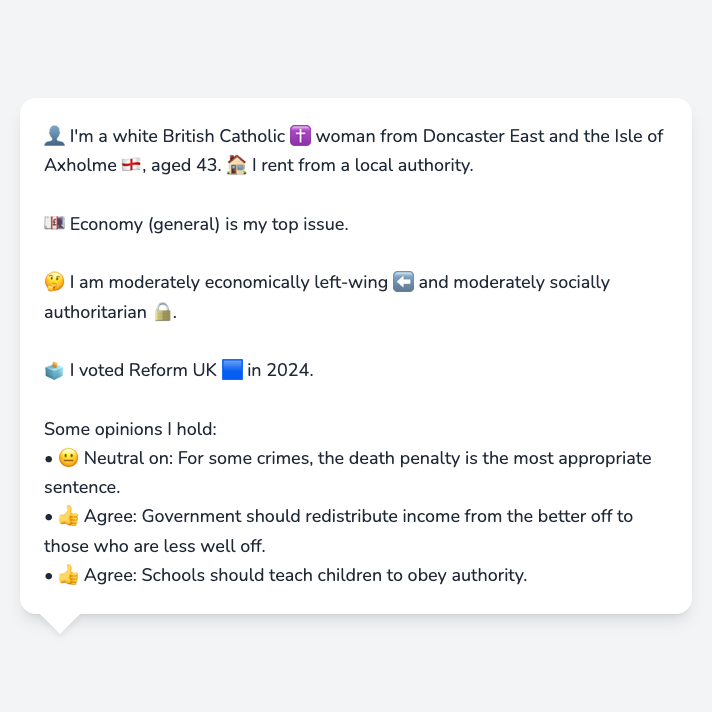 👤 I'm a white British Catholic ✝️ woman from Doncaster East and the Isle of
Axholme 🏴󠁧󠁢󠁥󠁮󠁧󠁿, aged 43. 🏠 I rent from a local authority.
💷 Economy (general) is my top issue.
🤔 I am moderately economically left-wing ⬅️ and moderately socially
authoritarian 🔒.
🗳️ I voted Reform UK 🟦 in 2024.
Some opinions I hold:
• 😐 Neutral on: For some crimes, the death penalty is the most appropriate
sentence.
• 👍 Agree: Government should redistribute income from the better off to
those who are less well off.
• 👍 Agree: Schools should teach children to obey authority.